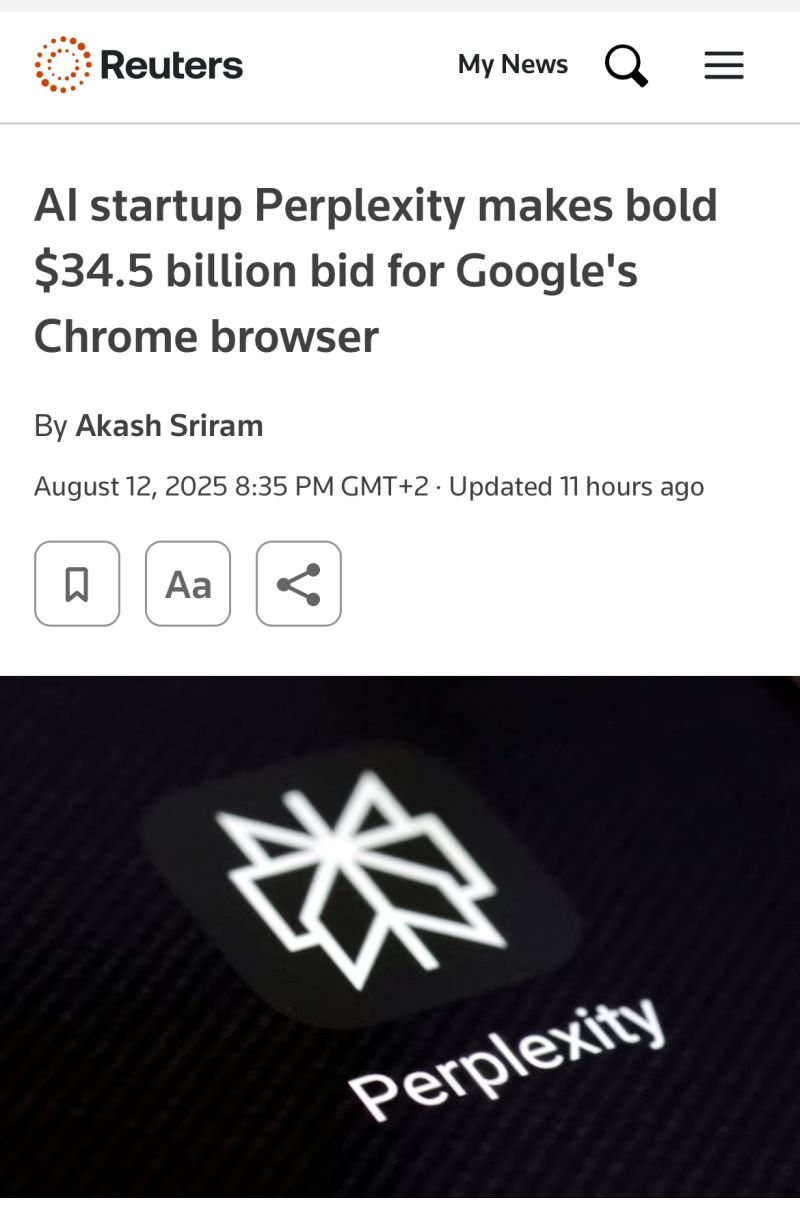 Reuters
My News
AI startup Perplexity makes bold
$34.5 billion bid for Google's
Chrome browser
By Akash Sriram
August 12, 2025 8:35 PM GMT+2 · Updated 11 hours ago
Aa
Perplexity